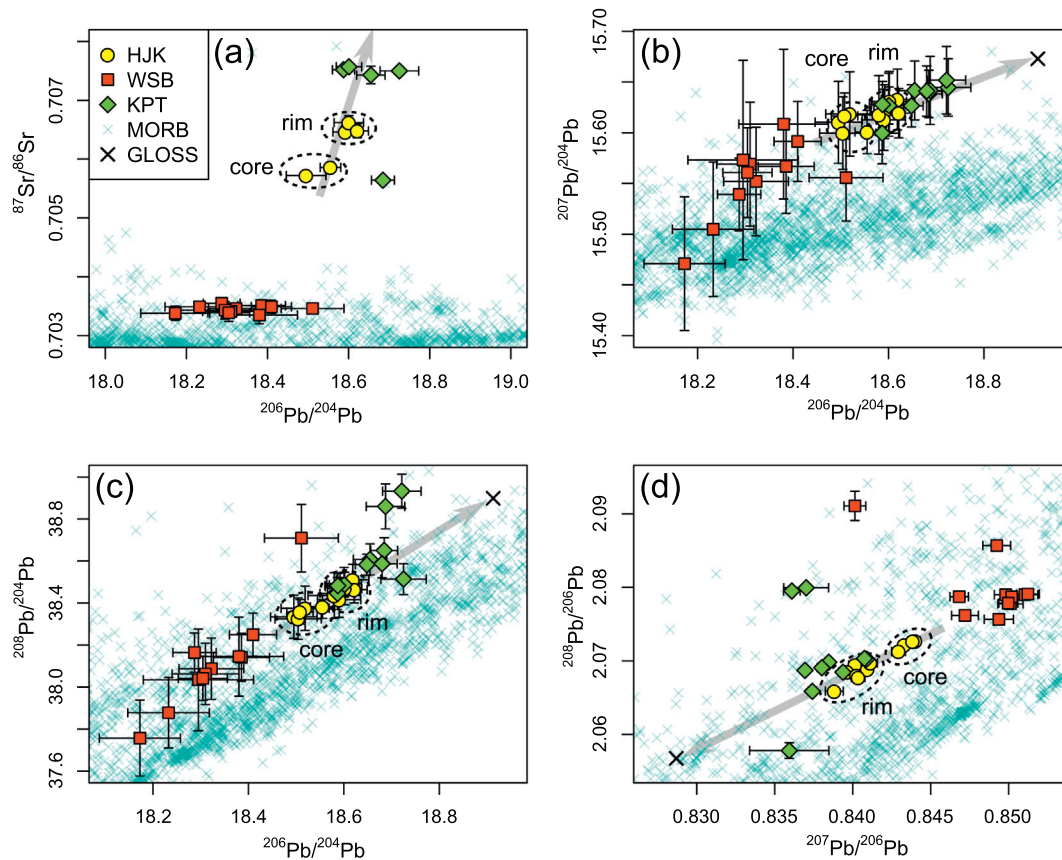 (a)
HJK
WSB
KPT
MORB
GLOSS
rim
core
0.707
0.705
0.703
⁸⁷Sr/⁸⁶Sr
18.0 18.2 18.4 18.6 18.8 19.0
²⁰⁶Pb/²⁰⁴Pb
(b)
core rim
15.70
15.60
15.50
15.40
²⁰⁷Pb/²⁰⁴Pb
18.2 18.4 18.6 18.8
²⁰⁶Pb/²⁰⁴Pb
(c)
core
rim
38.8
38.4
38.0
37.6
²⁰⁸Pb/²⁰⁴Pb
18.2 18.4 18.6 18.8
²⁰⁶Pb/²⁰⁴Pb
(d)
core
rim
2.09
2.08
2.07
2.06
²⁰⁸Pb/²⁰⁶Pb
0.830 0.835 0.840 0.845 0.850
²⁰⁷Pb/²⁰⁶Pb